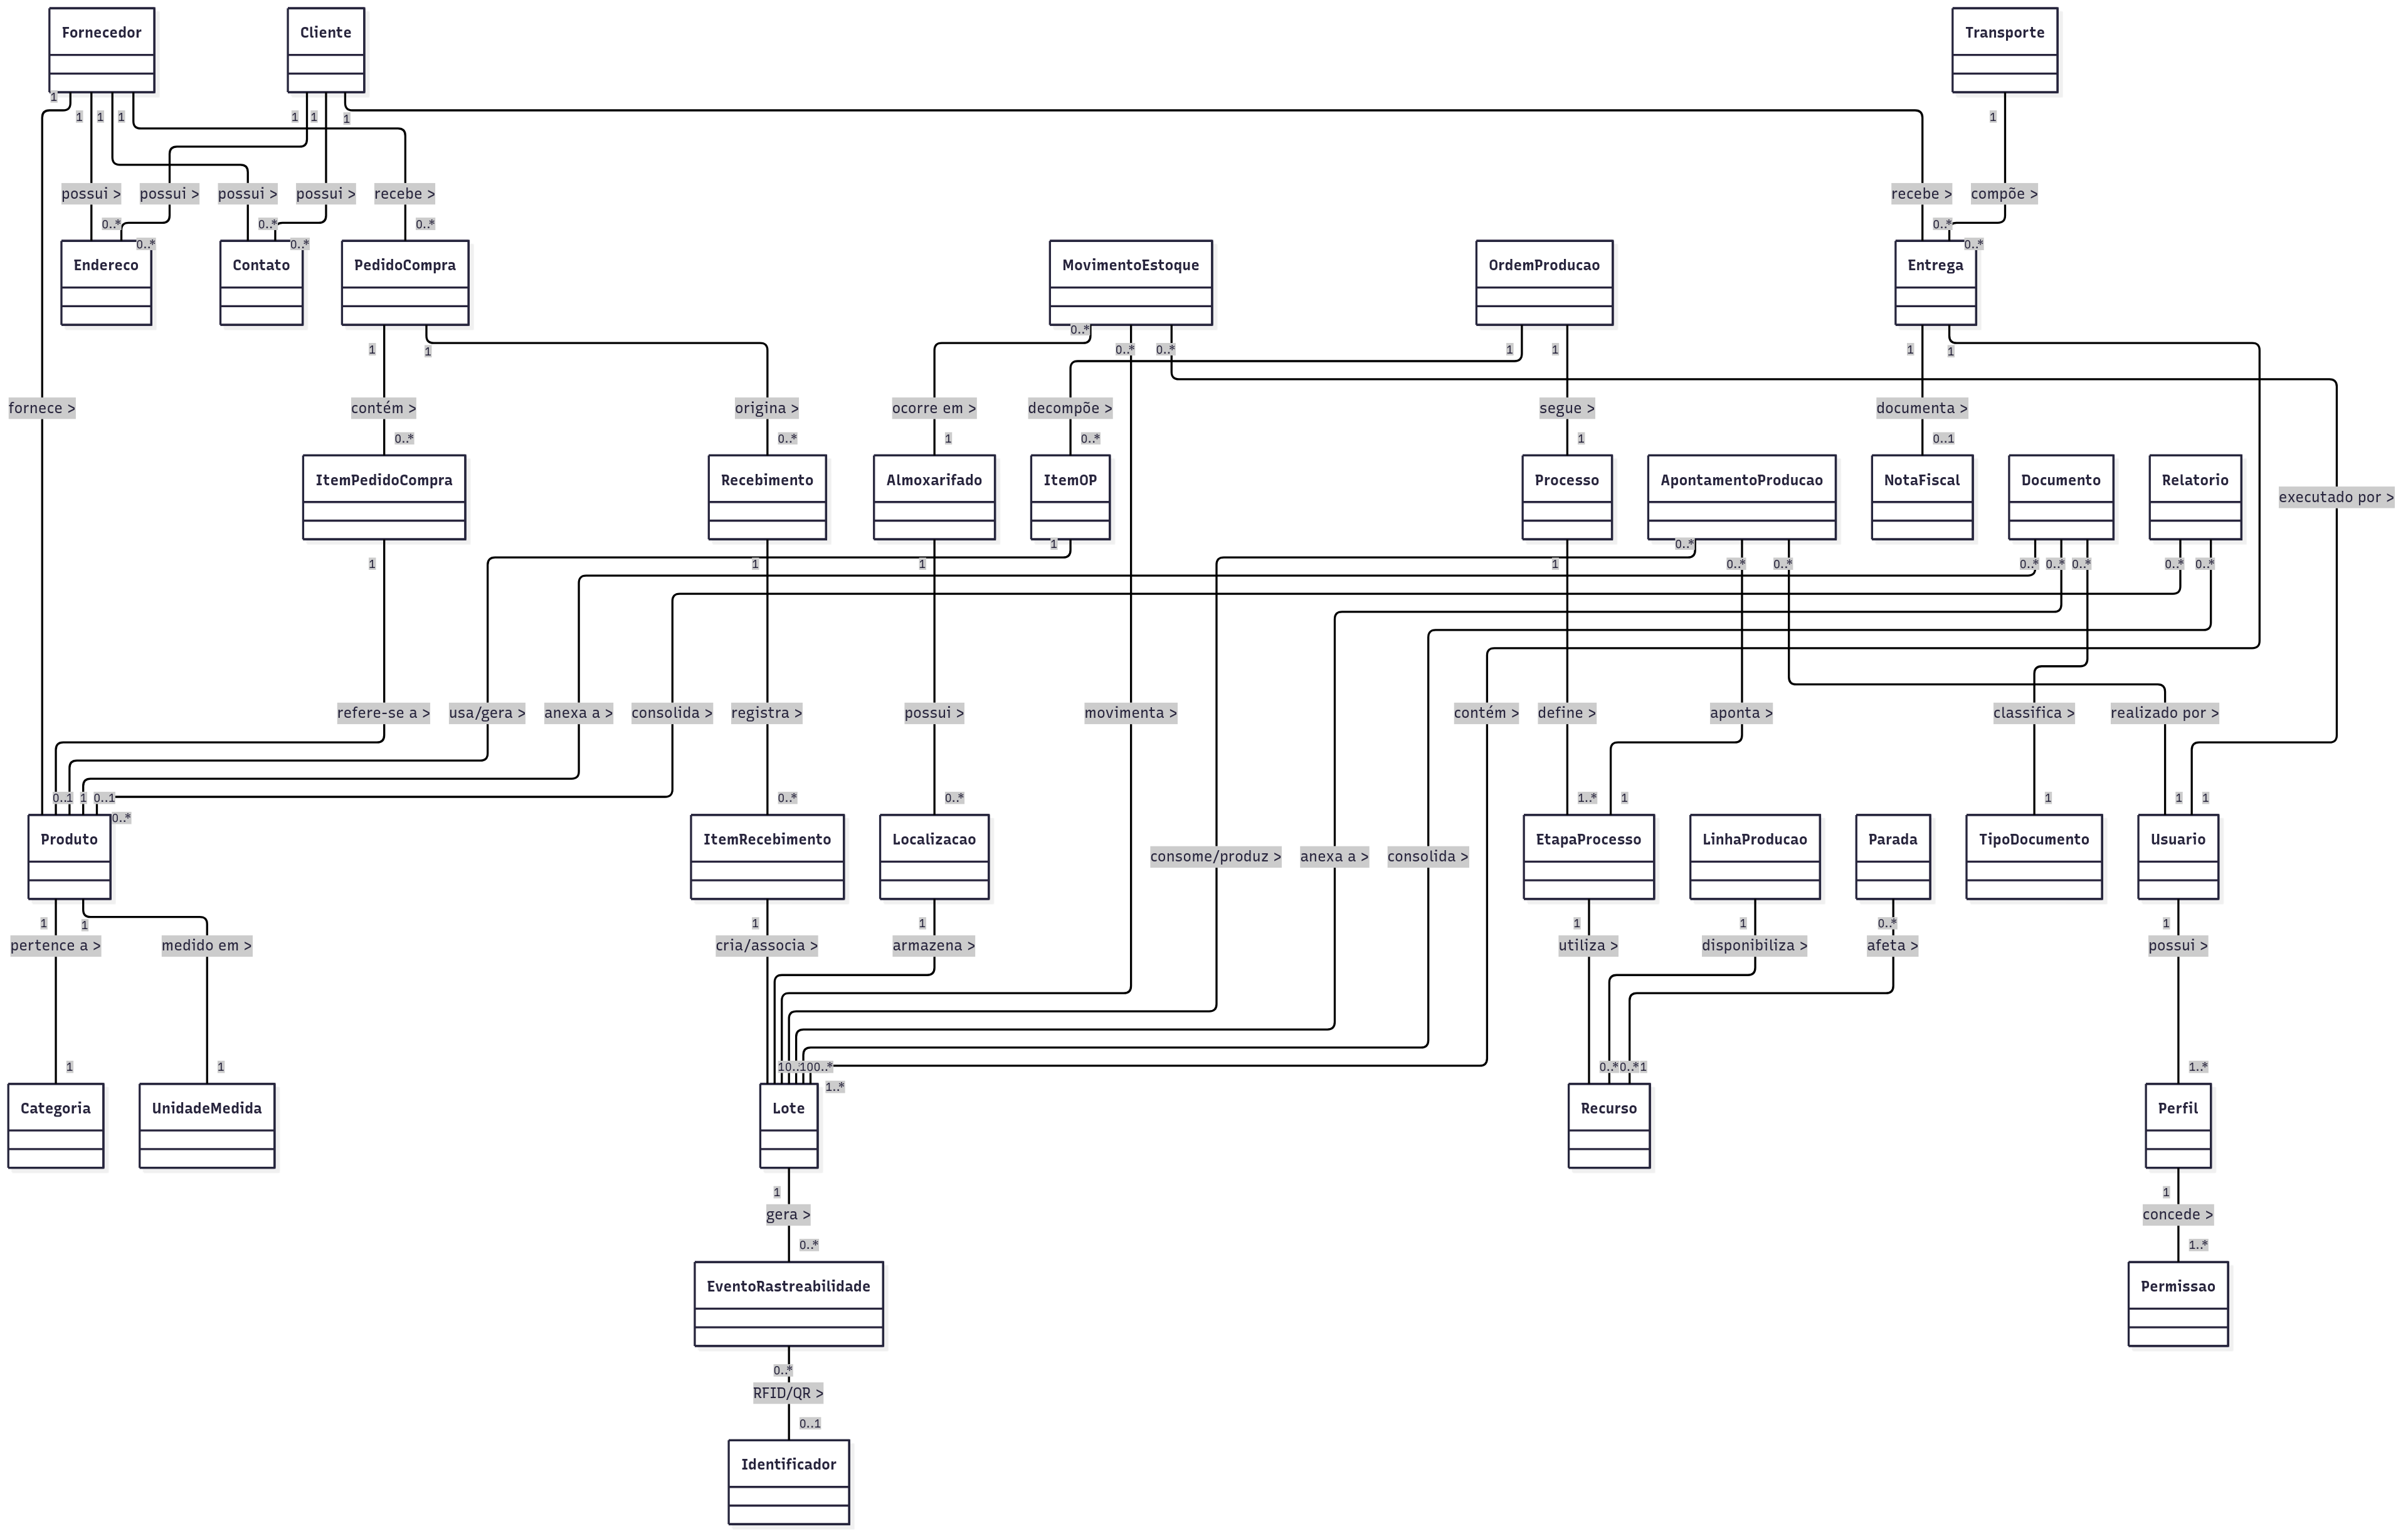 Fornecedor
Cliente
Transporte
1
1
1
1
1
1
1
1
possui >
possui >
possui >
possui >
recebe >
recebe >
compõe >
0..*
0..*
0..*
0..*
0..*
0..*
0..*
Endereco
Contato
PedidoCompra
MovimentoEstoque
OrdemProducao
Entrega
1
1
0..*
0..*
0..*
1
1
1
1
fornece >
contém >
origina >
ocorre em >
decompõe >
segue >
documenta >
0..*
0..*
1
0..*
1
0..1
ItemPedidoCompra
Recebimento
Almoxarifado
ItemOP
Processo
ApontamentoProducao
NotaFiscal
Documento
Relatorio
executado por >
1
1
1
1
1
0..*
0..*
0..*
0..*
0..*
0..*
0..*
0..*
refere-se a >
usa/gera >
anexa a >
consolida >
registra >
possui >
movimenta >
contém >
define >
aponta >
classifica >
realizado por >
0..1
1
0..1
0..*
0..*
0..*
1..*
1
1
1
1
Produto
ItemRecebimento
Localizacao
consome/produz >
anexa a >
consolida >
EtapaProcesso
LinhaProducao
Parada
TipoDocumento
Usuario
1
1
1
1
1
1
0..*
1
pertence a >
medido em >
cria/associa >
armazena >
utiliza >
disponibiliza >
afeta >
possui >
1
1
1..*
0..*
0..*
1
1..*
Categoria
UnidadeMedida
Lote
Recurso
Perfil
1
1
gera >
concede >
0..*
1..*
EventoRastreabilidade
Permissao
0..*
RFID/QR >
0..1
Identificador